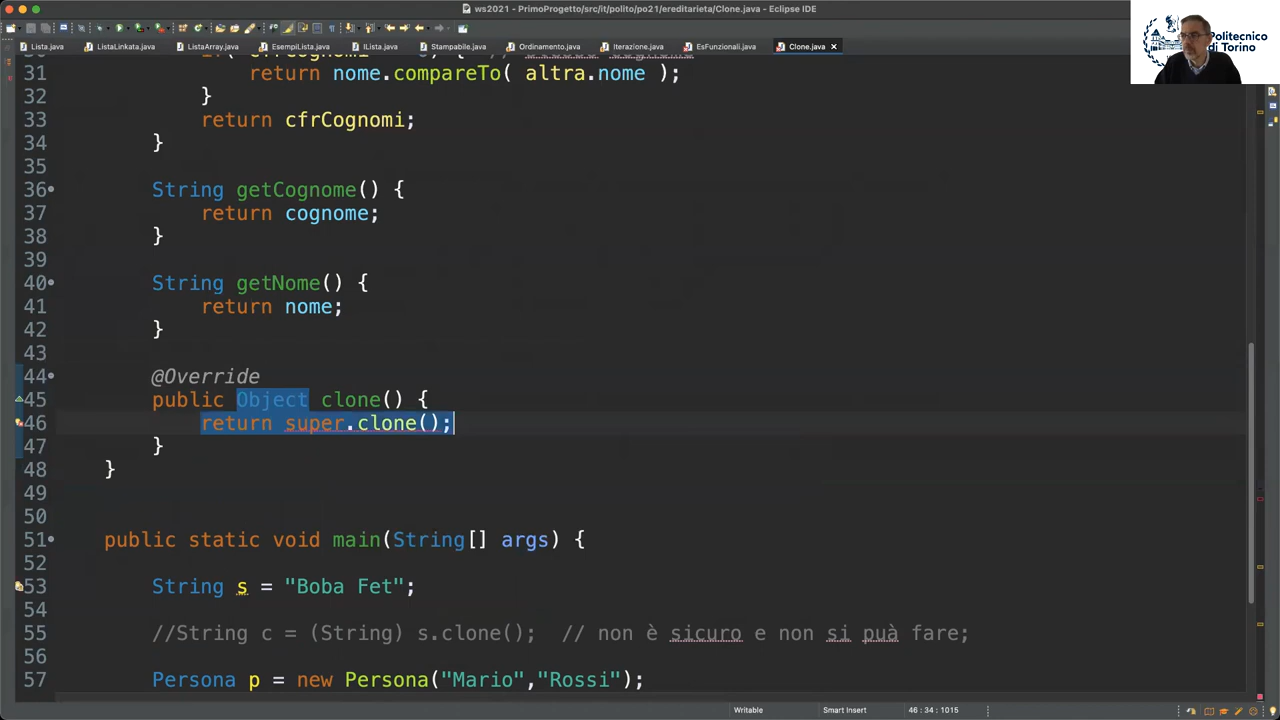 ws2021 - PrimoProgetto/src/it/polito/po21/ereditarieta/Clone.java - Eclipse IDE
Politecnico
di Torino
Lista.java ListaLinkata.java ListaArray.java EsempiLista.java IListа.java Stampabile.java Ordinamento.java Iterazione.java EsFunzionali.java Clone.java
31 return nome.compareTo( altra.nome );
32 }
33 return cfrCognomi;
34 }
35
36 String getCognome() {
37 return cognome;
38 }
39
40 String getNome() {
41 return nome;
42 }
43
44 @Override
45 public Object clone() {
46 return super.clone();
47 }
48 }
49
50
51 public static void main(String[] args) {
52
53 String s = "Boba Fet";
54
55 //String c = (String) s.clone(); // non è sicuro e non si puà fare;
56
57 Persona p = new Persona("Mario","Rossi");
Writable Smart Insert 46 : 34 : 1015